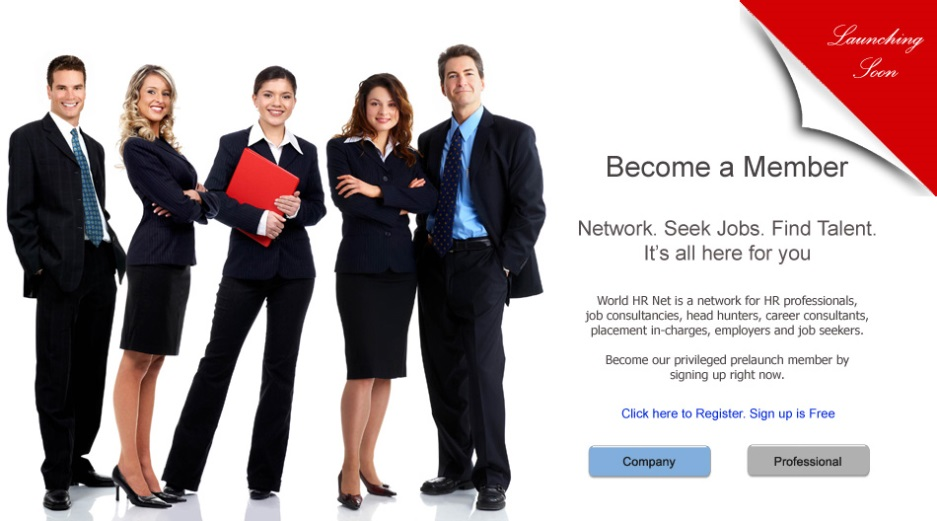 Launching
Soon
Become a Member
Network. Seek Jobs. Find Talent.
It's all here for you
World HR Net is a network for HR professionals,
job consultancies, head hunters, career consultants,
placement in-charges, employers and job seekers.
Become our privileged prelaunch member by
signing up right now.
Click here to Register. Sign up is Free
Company
Professional